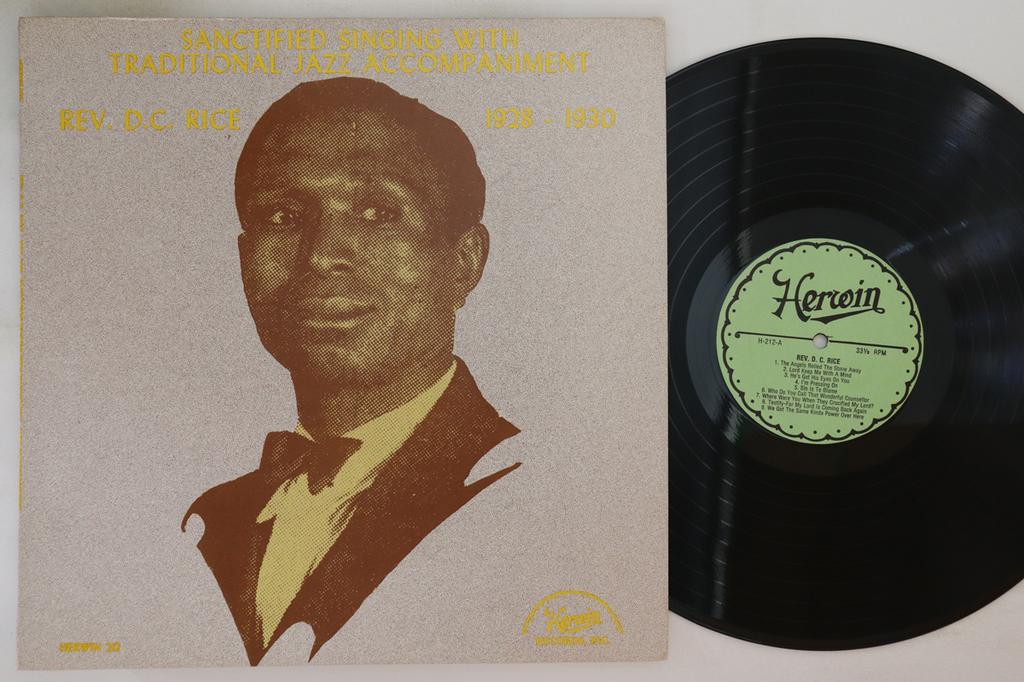 SANCTIFIED SINGING WITH
TRADITIONAL JAZZ ACCOMPANIMENT
REV. D.C. RICE
1928 - 1930
HERWIN 212
Herwin
RECORDS, INC.
Herwin
H-212-A
33⅓ RPM
REV. D. C. RICE
1. The Angels Rolled The Stone Away
2. Lord Keep Me With A Mind
3. He's Got His Eyes On You
4. I'm Pressing On
5. Sin Is To Blame
6. Who Do You Call That Wonderful Counsellor
7. Where Were You When They Crucified My Lord?
8. Testify-For My Lord Is Coming Back Again
9. We Got The Same Kinda Power Over Here